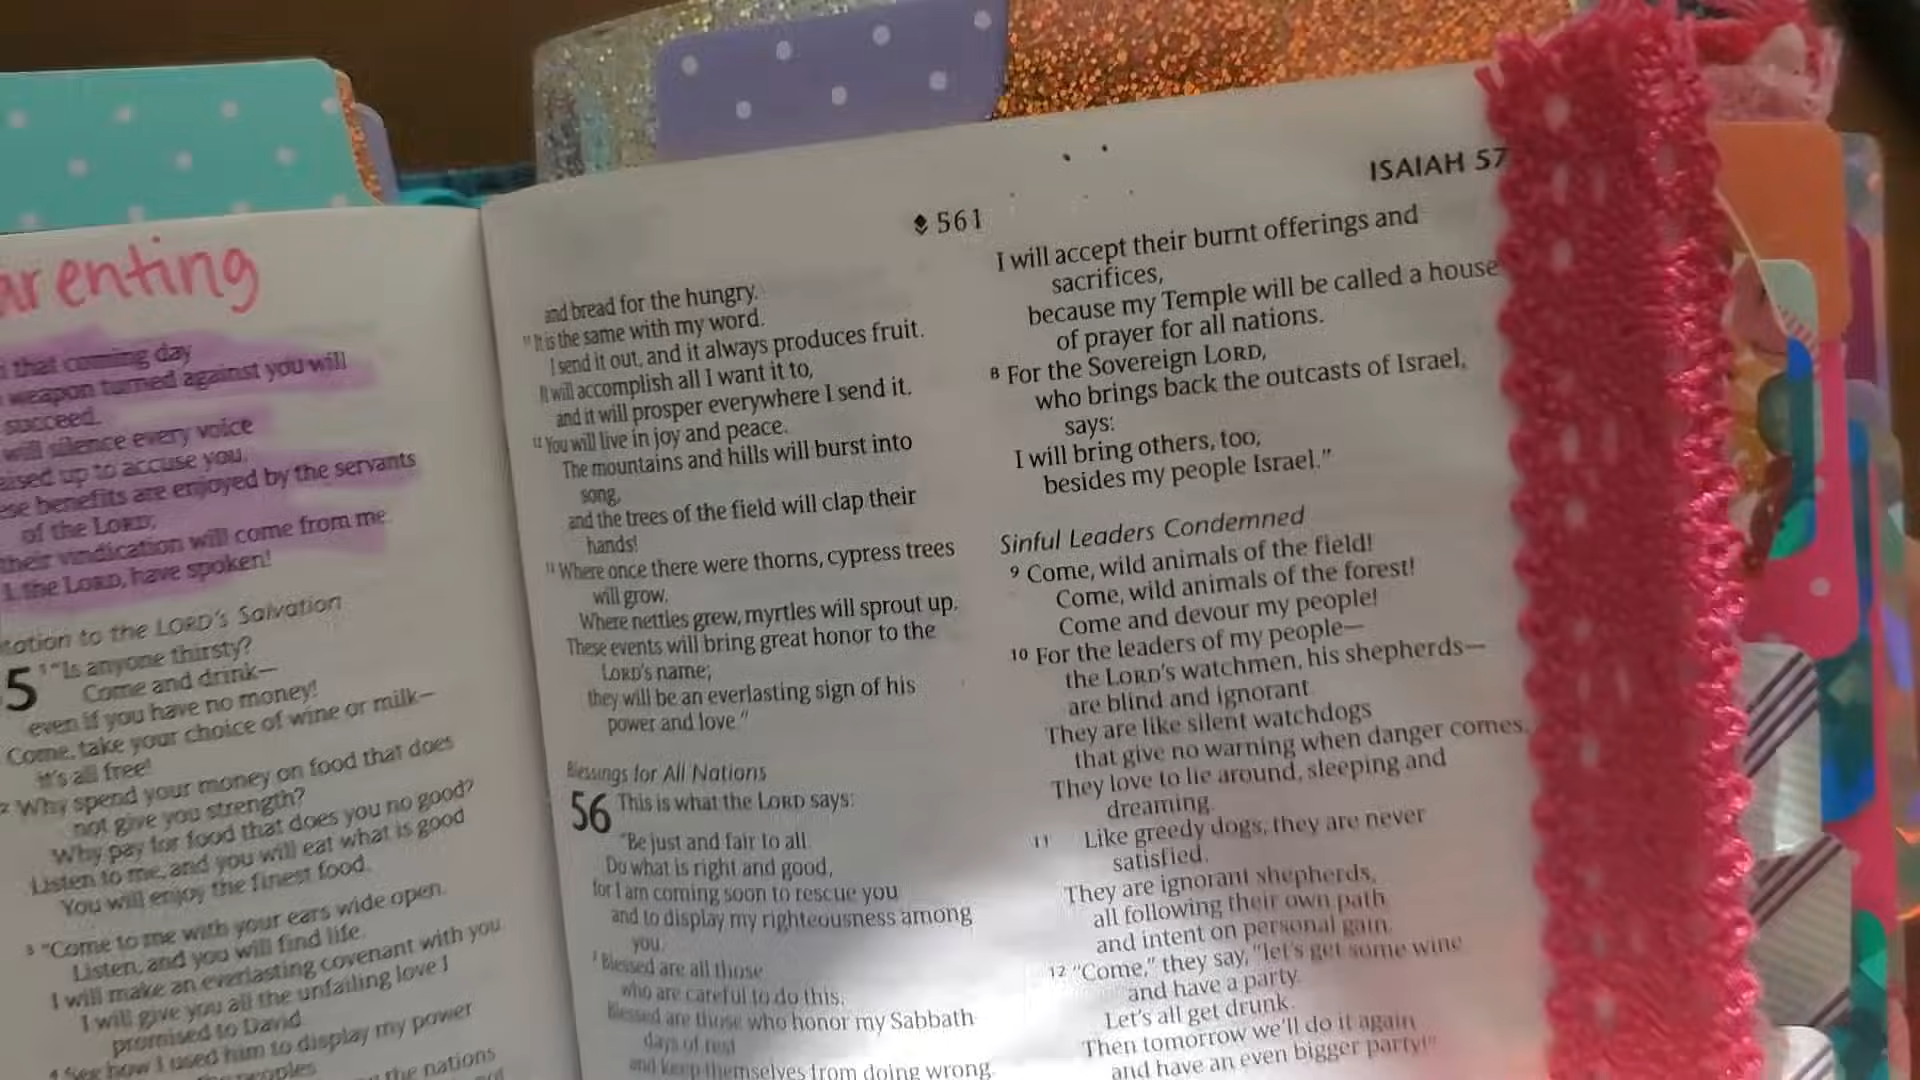 arenting
that coming day
weapon turned against you will
succeed.
will silence every voice
aised up to accuse you.
ese benefits are enjoyed by the servants
of the LORD;
their vindication will come from me.
I, the LORD, have spoken!
tation to the LORD's Salvation
5 1 "Is anyone thirsty?
Come and drink—
even if you have no money!
Come, take your choice of wine or milk—
it's all free!
2 Why spend your money on food that does
not give you strength?
Why pay for food that does you no good?
Listen to me, and you will eat what is good.
You will enjoy the finest food.
3 "Come to me with your ears wide open.
Listen, and you will find life.
I will make an everlasting covenant with you.
I will give you all the unfailing love I
promised to David.
4 See how I used him to display my power
the nations
561
and bread for the hungry.
11 It is the same with my word.
I send it out, and it always produces fruit.
It will accomplish all I want it to,
and it will prosper everywhere I send it.
12 You will live in joy and peace.
The mountains and hills will burst into
song,
and the trees of the field will clap their
hands!
13 Where once there were thorns, cypress trees
will grow.
Where nettles grew, myrtles will sprout up.
These events will bring great honor to the
LORD's name;
they will be an everlasting sign of his
power and love."
Blessings for All Nations
56 This is what the LORD says:
"Be just and fair to all.
Do what is right and good,
for I am coming soon to rescue you
and to display my righteousness among
you.
2 Blessed are all those
who are careful to do this.
Blessed are those who honor my Sabbath
days of rest
and keep themselves from doing wrong.
ISAIAH 57
I will accept their burnt offerings and
sacrifices,
because my Temple will be called a house
of prayer for all nations.
8 For the Sovereign LORD,
who brings back the outcasts of Israel,
says:
I will bring others, too,
besides my people Israel."
Sinful Leaders Condemned
9 Come, wild animals of the field!
Come, wild animals of the forest!
Come and devour my people!
10 For the leaders of my people—
the LORD's watchmen, his shepherds—
are blind and ignorant.
They are like silent watchdogs
that give no warning when danger comes.
They love to lie around, sleeping and
dreaming.
11 Like greedy dogs, they are never
satisfied.
They are ignorant shepherds,
all following their own path
and intent on personal gain.
12 "Come," they say, "let's get some wine
and have a party.
Let's all get drunk.
Then tomorrow we'll do it again
and have an even bigger party!"